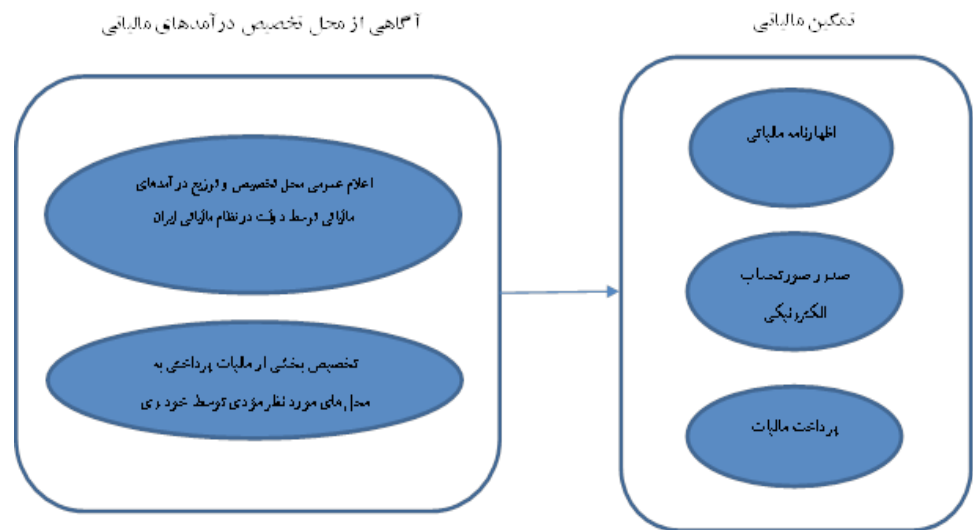 آگاهی از محل تخصیص درآمدهای مالیاتی
اعلام عمومی محل تخصیص و توزیع درآمدهای
مالیاتی توسط دولت در نظام مالیاتی ایران
تخصیص بخشی از مالیات پرداختی به
محل‌های مورد نظر مؤدی توسط خود وی
تمکین مالیاتی
اظهارنامه مالیاتی
صدور صورتحساب
الکترونیکی
پرداخت مالیات